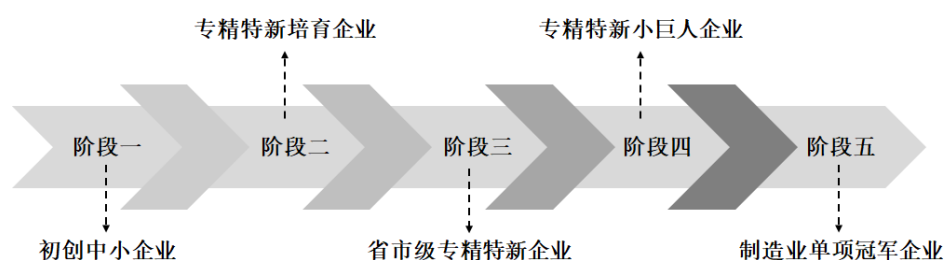 专精特新培育企业
专精特新小巨人企业
阶段一
阶段二
阶段三
阶段四
阶段五
初创中小企业
省市级专精特新企业
制造业单项冠军企业